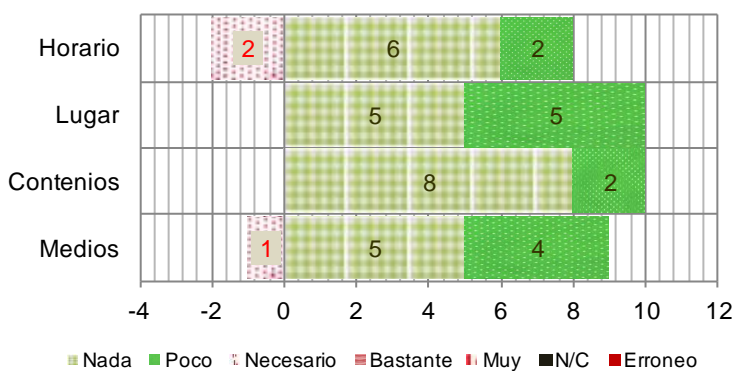 Horario 2 6 2
Lugar 5 5
Contenios 8 2
Medios 1 5 4
-4 -2 0 2 4 6 8 10 12
Nada Poco Necesario Bastante Muy N/C Erroneo